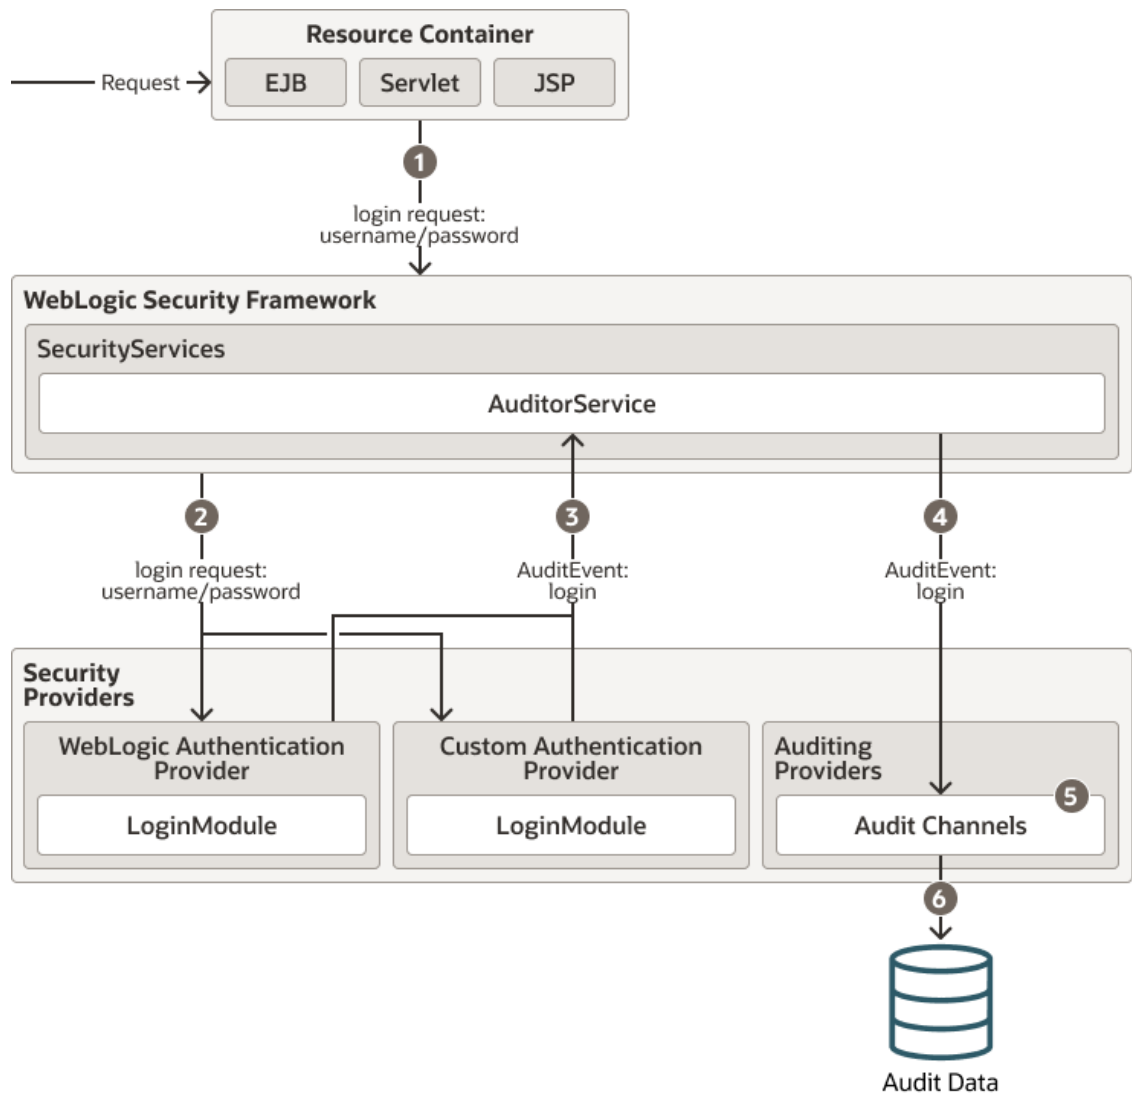 Resource Container
Request
EJB
Servlet
JSP
1
login request:
username/password
WebLogic Security Framework
SecurityServices
AuditorService
2
3
4
login request:
username/password
AuditEvent:
login
AuditEvent:
login
Security
Providers
WebLogic Authentication
Provider
LoginModule
Custom Authentication
Provider
LoginModule
Auditing
Providers
5
Audit Channels
6
Audit Data